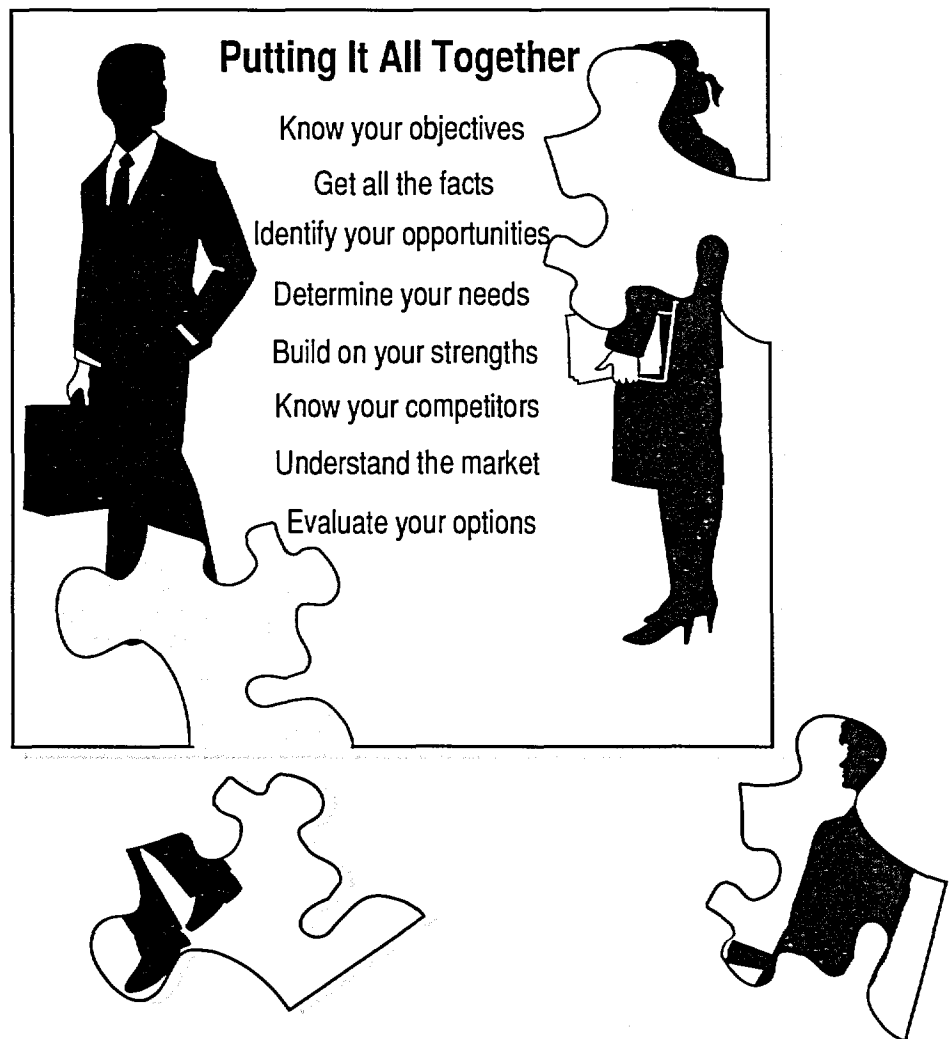 Putting It All Together
Know your objectives
Get all the facts
Identify your opportunities
Determine your needs
Build on your strengths
Know your competitors
Understand the market
Evaluate your options